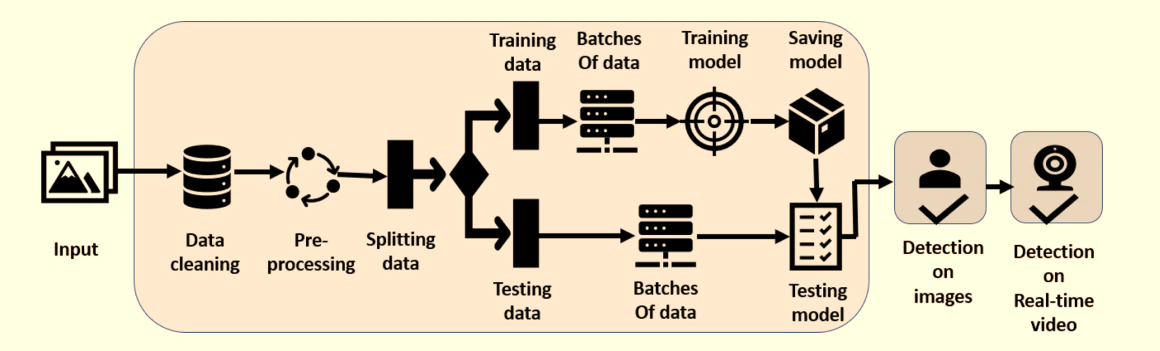 Input
Data
cleaning
Pre-
processing
Splitting
data
Training
data
Batches
Of data
Training
model
Saving
model
Testing
data
Batches
Of data
Testing
model
Detection
on
images
Detection
on
Real-time
video